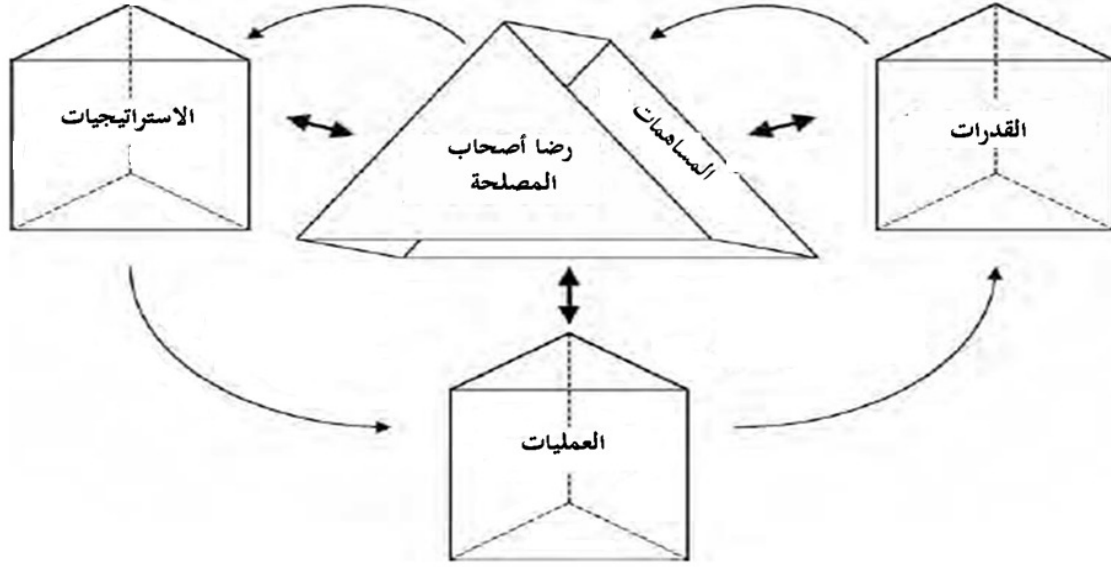 القدرات
المساهمات
رضا أصحاب
المصلحة
الاستراتيجيات
العمليات